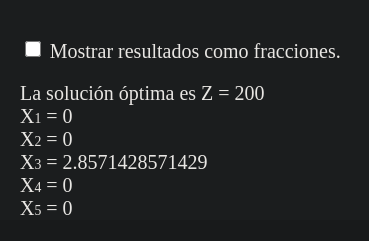 Mostrar resultados como fracciones.
La solución óptima es Z = 200
X1 = 0
X2 = 0
X3 = 2.8571428571429
X4 = 0
X5 = 0